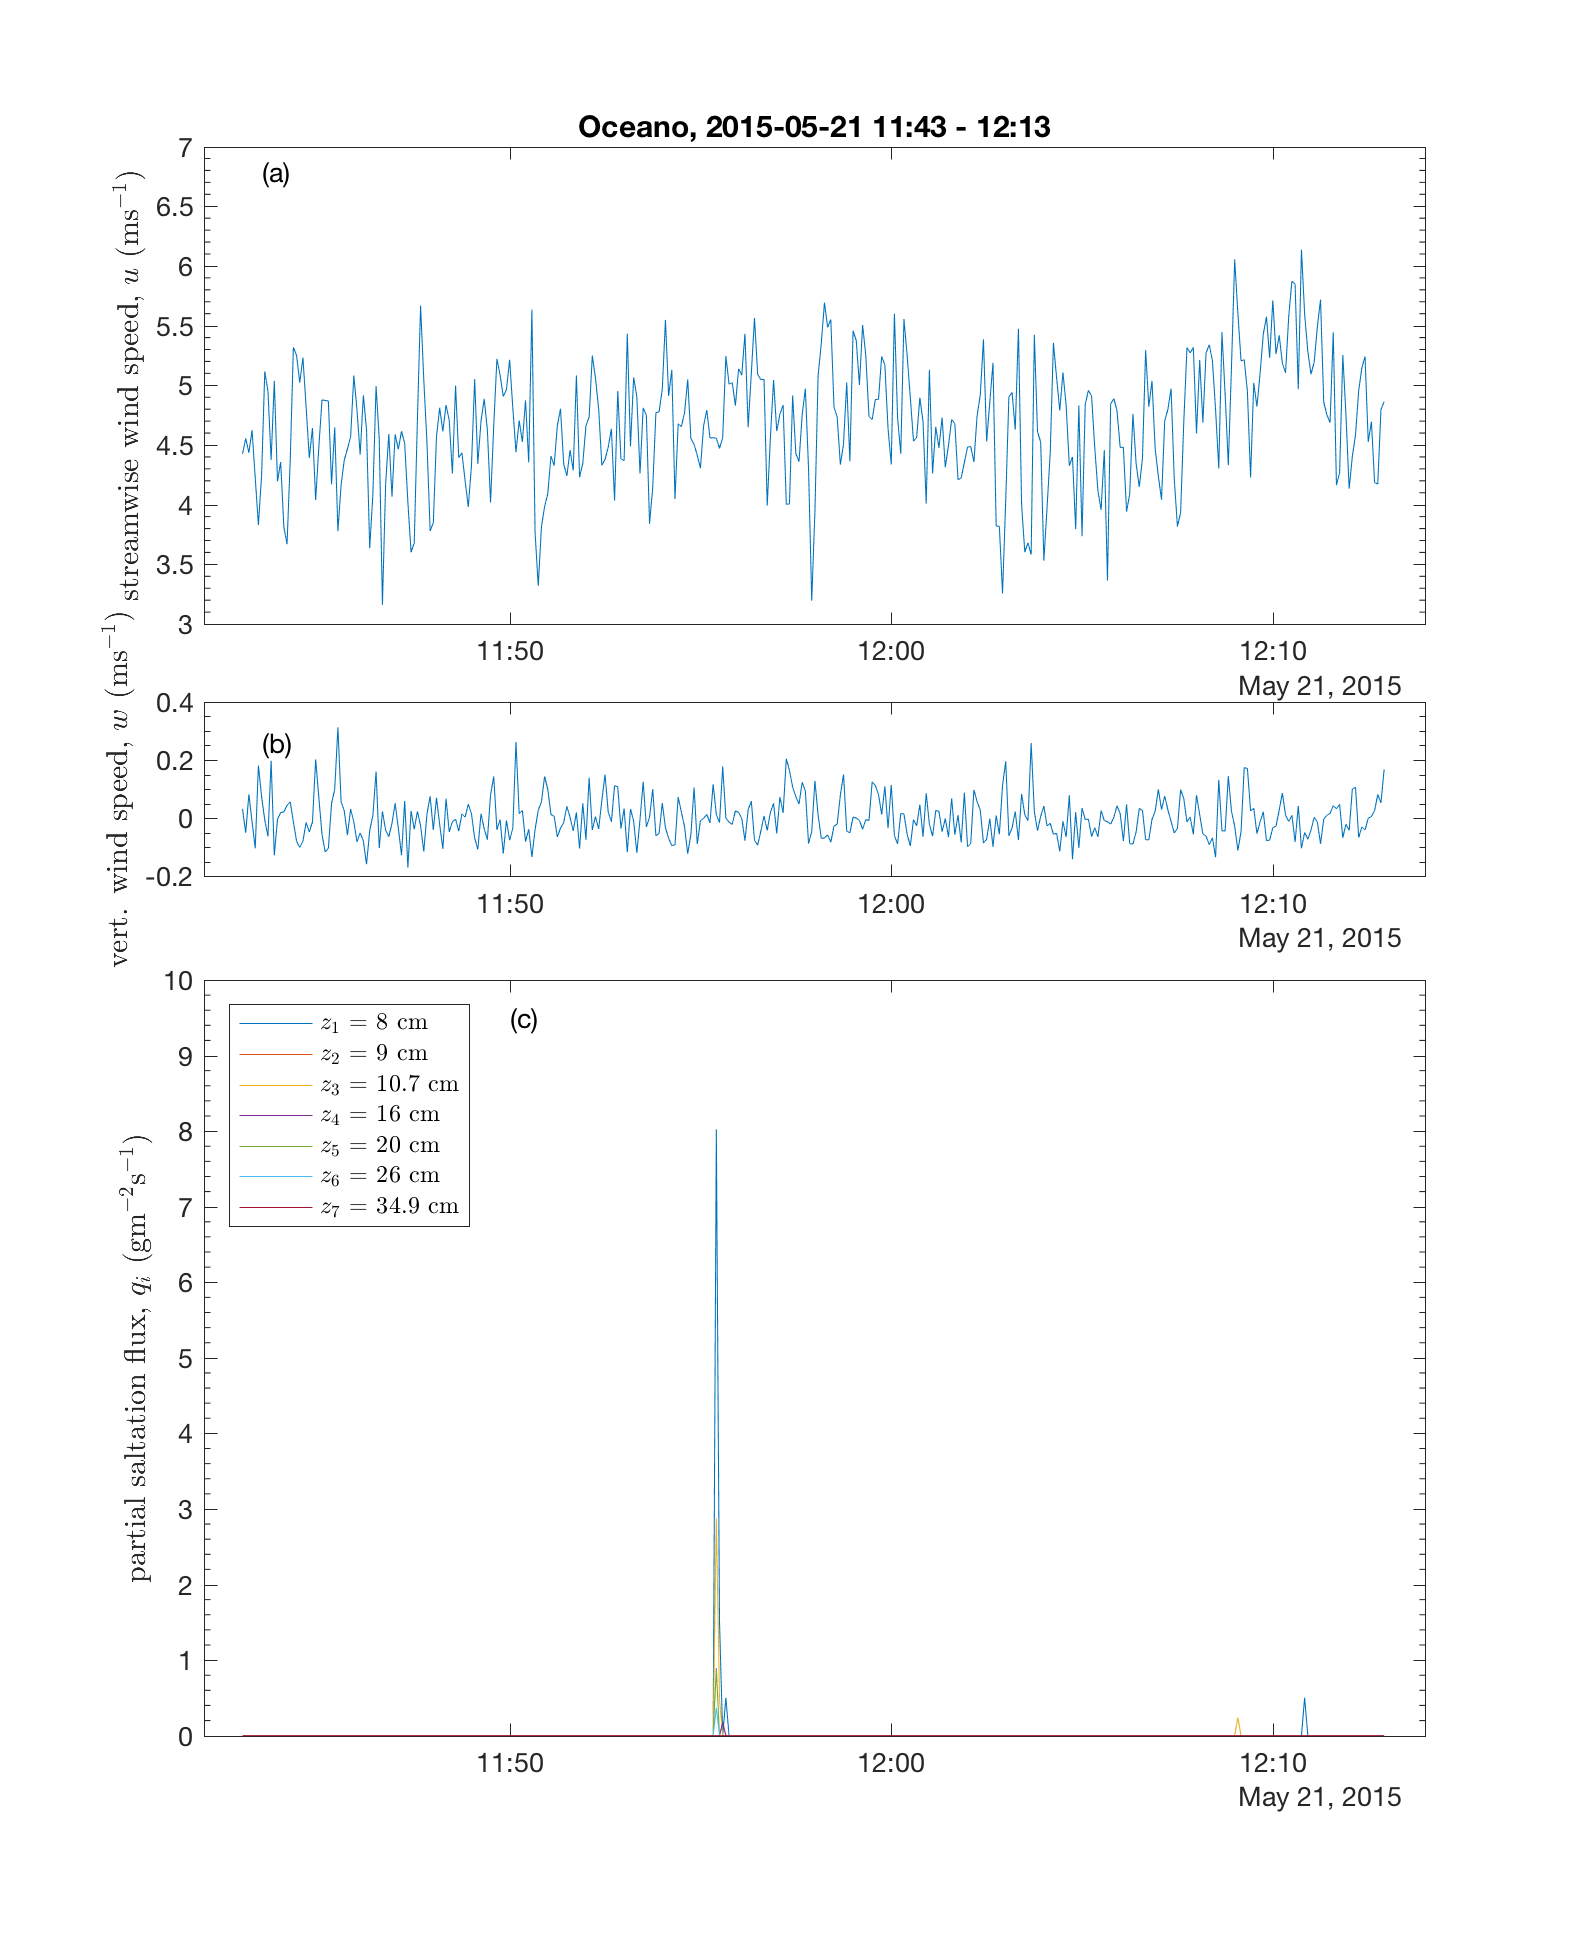 Oceano, 2015-05-21 11:43 - 12:13
(a)
streamwise wind speed, u (ms⁻¹)
7
6.5
6
5.5
5
4.5
4
3.5
3
11:50 12:00 12:10
May 21, 2015
(b)
vert. wind speed, w (ms⁻¹)
0.4
0.2
0
-0.2
11:50 12:00 12:10
May 21, 2015
(c)
partial saltation flux, qᵢ (gm⁻²s⁻¹)
10
9
8
7
6
5
4
3
2
1
0
z₁ = 8 cm
z₂ = 9 cm
z₃ = 10.7 cm
z₄ = 16 cm
z₅ = 20 cm
z₆ = 26 cm
z₇ = 34.9 cm
11:50 12:00 12:10
May 21, 2015